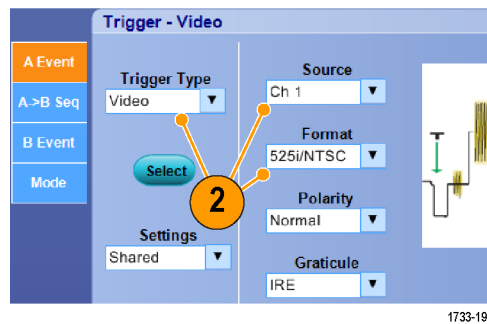 Trigger - Video
A Event
A->B Seq
B Event
Mode
Trigger Type
Video
Select
Settings
Shared
2
Source
Ch 1
Format
525i/NTSC
Polarity
Normal
Graticule
IRE
T
1733-19